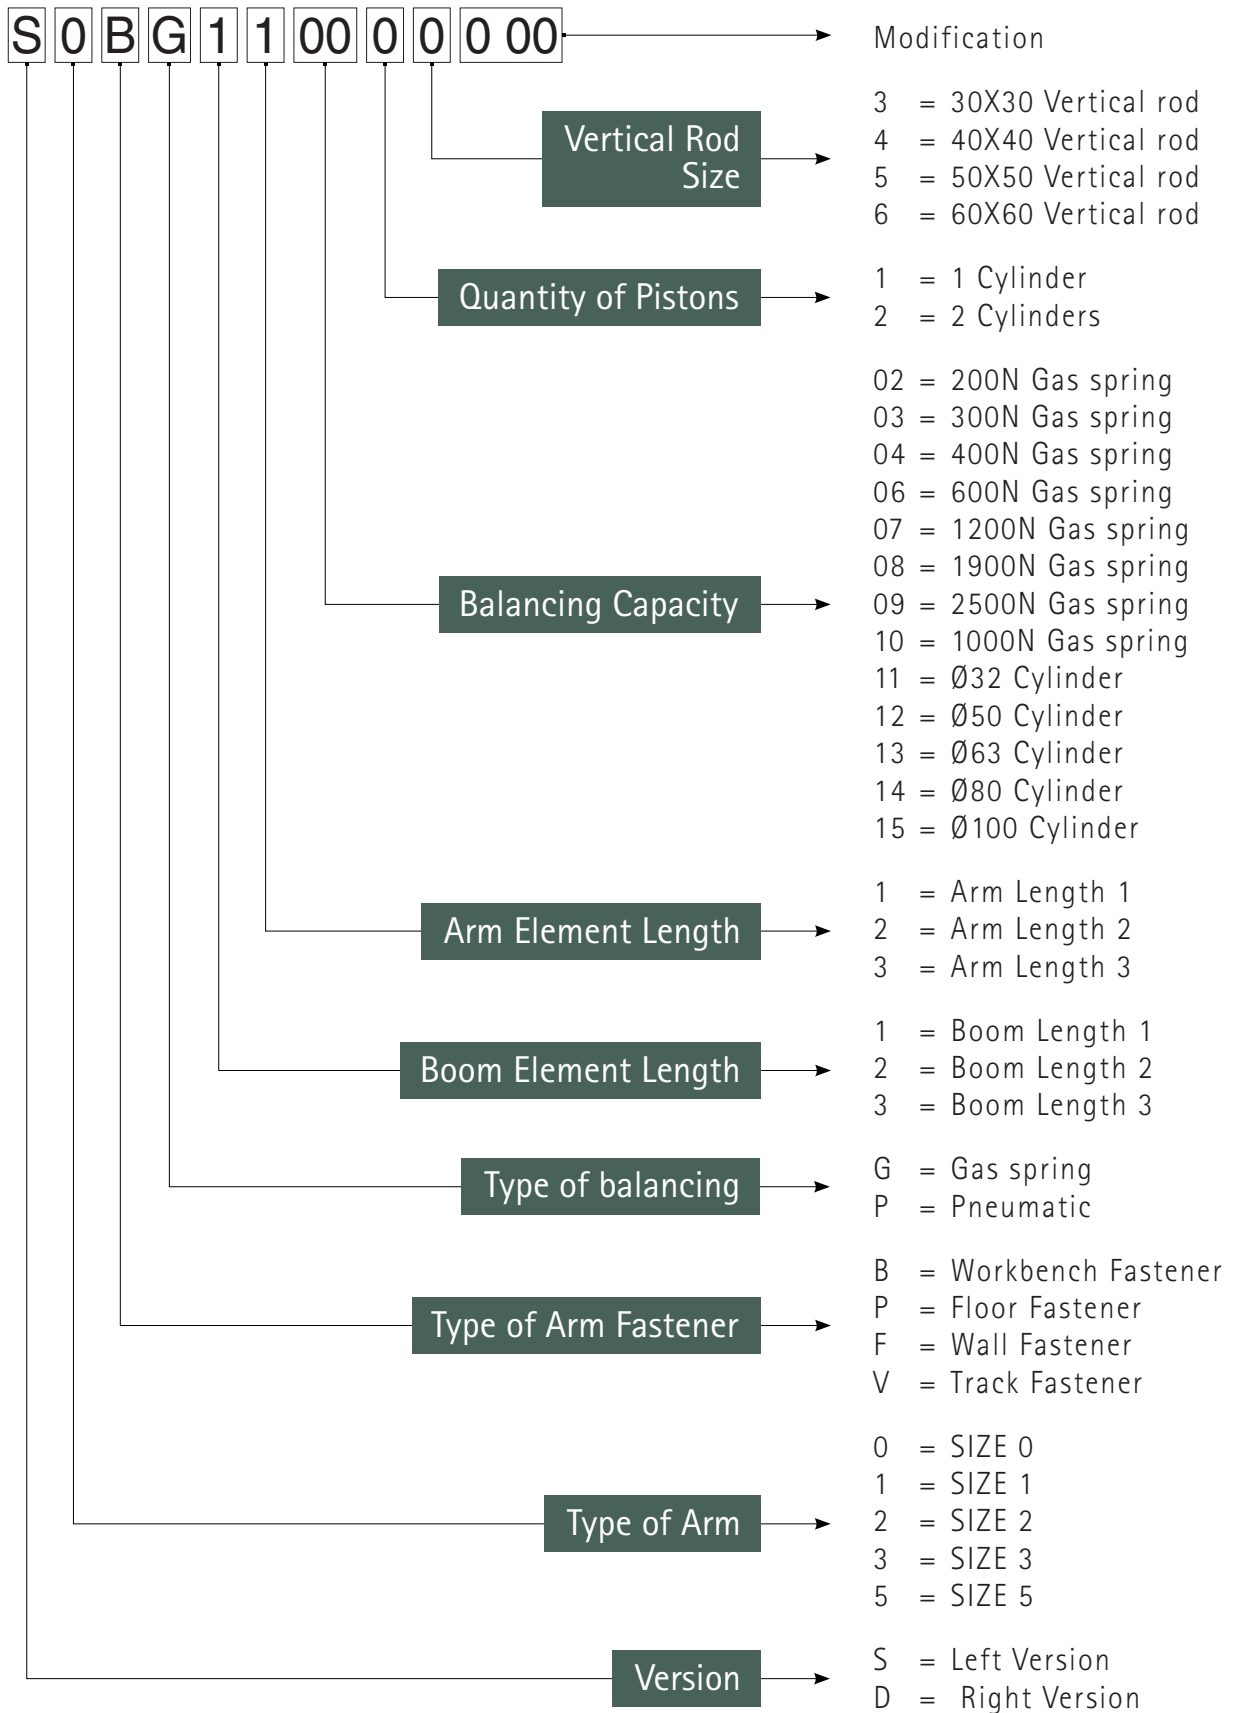 S 0 B G 1 1 00 0 0 0 00
Modification
Vertical Rod
Size
3 = 30X30 Vertical rod
4 = 40X40 Vertical rod
5 = 50X50 Vertical rod
6 = 60X60 Vertical rod
Quantity of Pistons
1 = 1 Cylinder
2 = 2 Cylinders
Balancing Capacity
02 = 200N Gas spring
03 = 300N Gas spring
04 = 400N Gas spring
06 = 600N Gas spring
07 = 1200N Gas spring
08 = 1900N Gas spring
09 = 2500N Gas spring
10 = 1000N Gas spring
11 = Ø32 Cylinder
12 = Ø50 Cylinder
13 = Ø63 Cylinder
14 = Ø80 Cylinder
15 = Ø100 Cylinder
Arm Element Length
1 = Arm Length 1
2 = Arm Length 2
3 = Arm Length 3
Boom Element Length
1 = Boom Length 1
2 = Boom Length 2
3 = Boom Length 3
Type of balancing
G = Gas spring
P = Pneumatic
Type of Arm Fastener
B = Workbench Fastener
P = Floor Fastener
F = Wall Fastener
V = Track Fastener
Type of Arm
0 = SIZE 0
1 = SIZE 1
2 = SIZE 2
3 = SIZE 3
5 = SIZE 5
Version
S = Left Version
D = Right Version